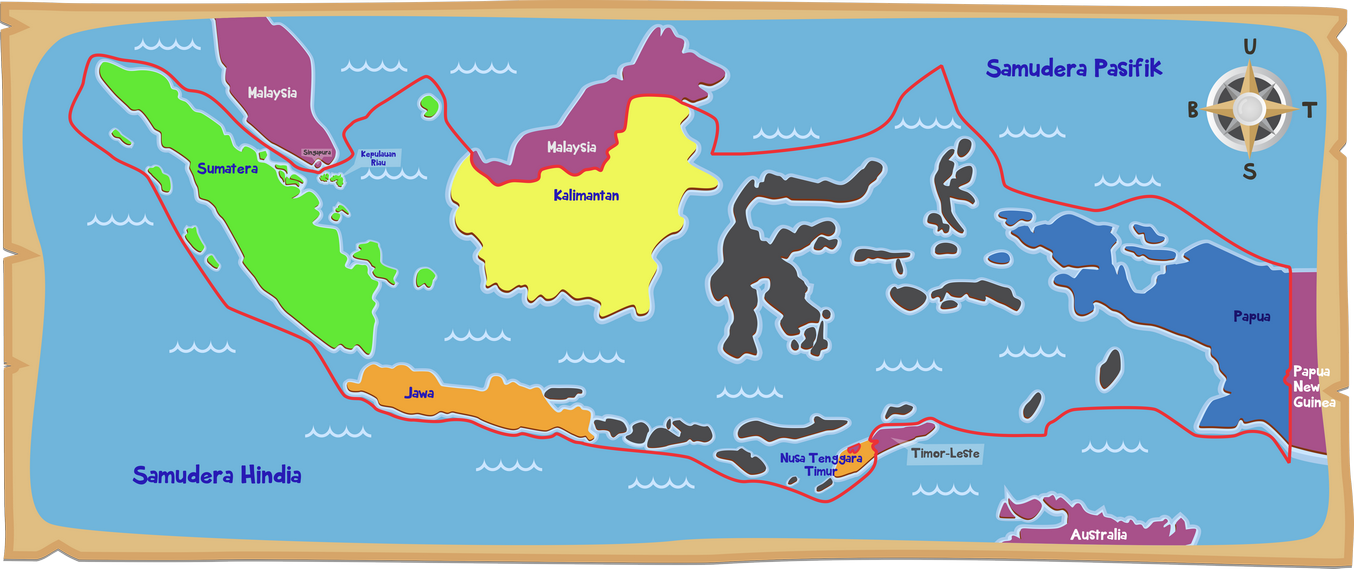 U
Samudera Pasifik
B
T
S
Malaysia
Singapura
Kepulauan
Riau
Malaysia
Sumatera
Kalimantan
Papua
Papua
New
Guinea
Jawa
Nusa Tenggara
Timur
Timor-Leste
Samudera Hindia
Australia